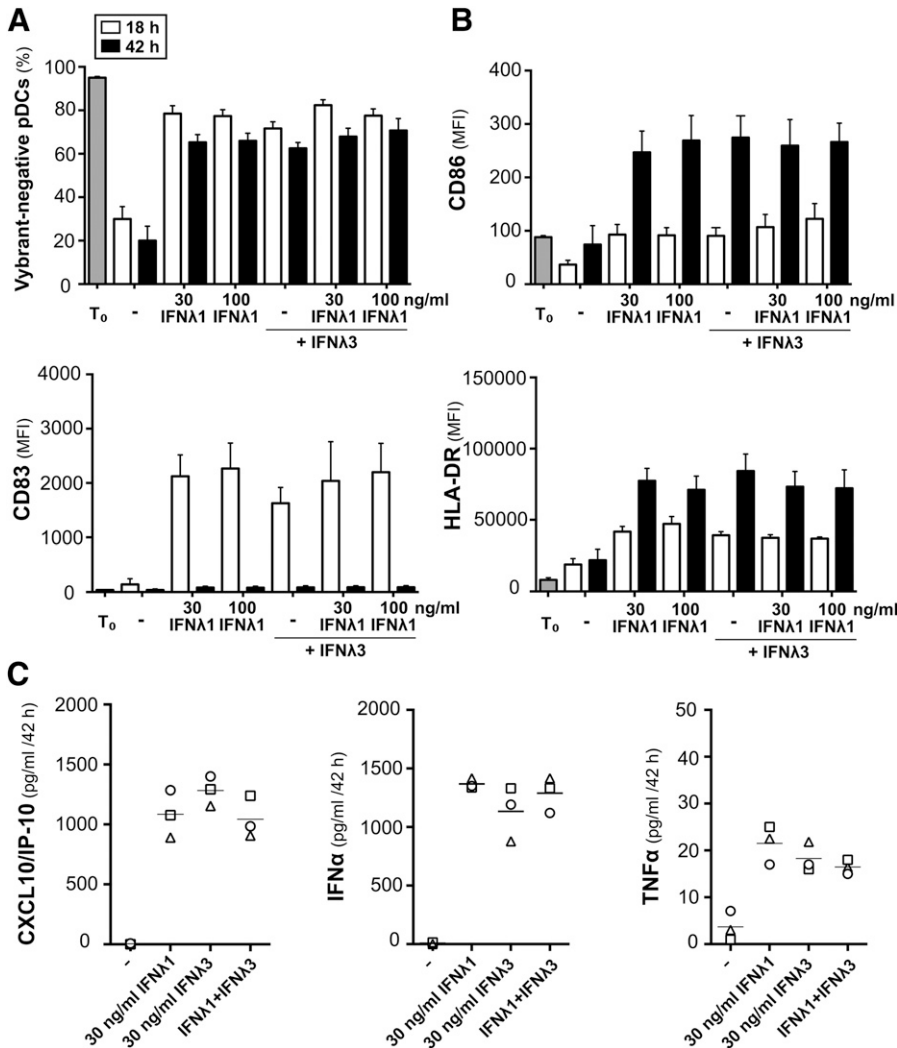 A
18 h
42 h
B
Vybrant-negative pDCs (%)
100
80
60
40
20
0
T₀ - 30 IFNλ1 100 IFNλ1 - 30 IFNλ1 100 IFNλ1 ng/ml
+ IFNλ3
CD86 (MFI)
400
300
200
100
0
T₀ - 30 IFNλ1 100 IFNλ1 - 30 IFNλ1 100 IFNλ1 ng/ml
+ IFNλ3
CD83 (MFI)
4000
3000
2000
1000
0
T₀ - 30 IFNλ1 100 IFNλ1 - 30 IFNλ1 100 IFNλ1 ng/ml
+ IFNλ3
HLA-DR (MFI)
150000
100000
50000
0
T₀ - 30 IFNλ1 100 IFNλ1 - 30 IFNλ1 100 IFNλ1 ng/ml
+ IFNλ3
C
CXCL10/IP-10 (pg/ml /42 h)
2000
1500
1000
500
0
-
30 ng/ml IFNλ1
30 ng/ml IFNλ3
IFNλ1+IFNλ3
IFNα (pg/ml /42 h)
2000
1500
1000
500
0
-
30 ng/ml IFNλ1
30 ng/ml IFNλ3
IFNλ1+IFNλ3
TNFα (pg/ml /42 h)
50
40
30
20
10
0
-
30 ng/ml IFNλ1
30 ng/ml IFNλ3
IFNλ1+IFNλ3